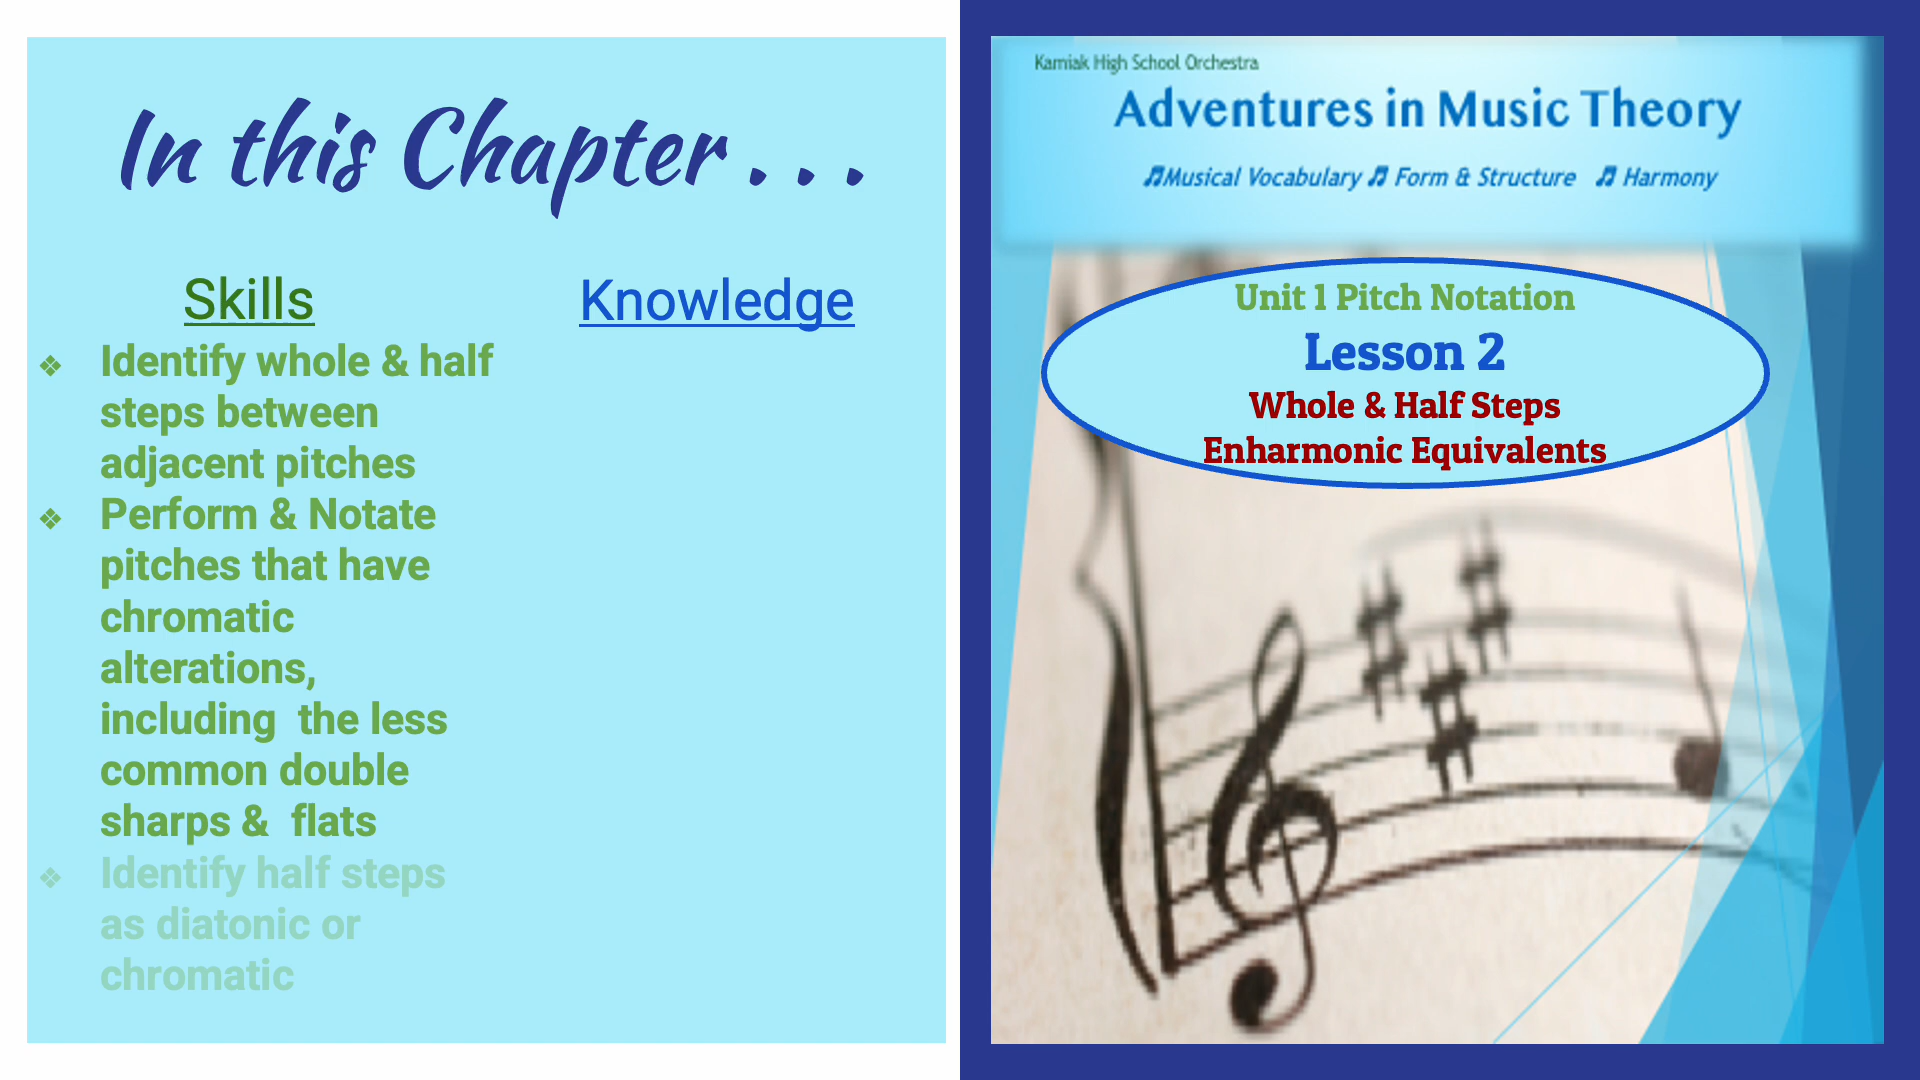 In this Chapter . . .
Skills
❖ Identify whole & half
steps between
adjacent pitches
❖ Perform & Notate
pitches that have
chromatic
alterations,
including the less
common double
sharps & flats
❖ Identify half steps
as diatonic or
chromatic
Knowledge
Kamiak High School Orchestra
Adventures in Music Theory
♫Musical Vocabulary ♫ Form & Structure ♫ Harmony
Unit 1 Pitch Notation
Lesson 2
Whole & Half Steps
Enharmonic Equivalents